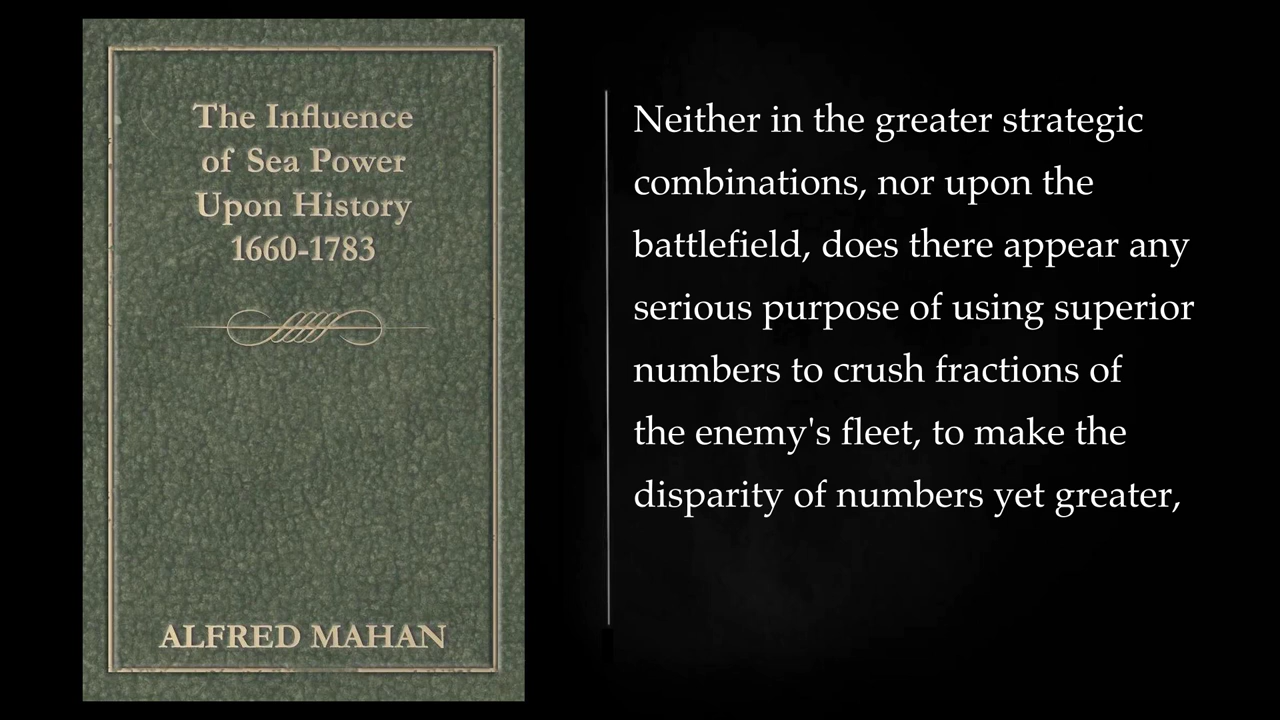 The Influence
of Sea Power
Upon History
1660-1783
ALFRED MAHAN
Neither in the greater strategic
combinations, nor upon the
battlefield, does there appear any
serious purpose of using superior
numbers to crush fractions of
the enemy's fleet, to make the
disparity of numbers yet greater,